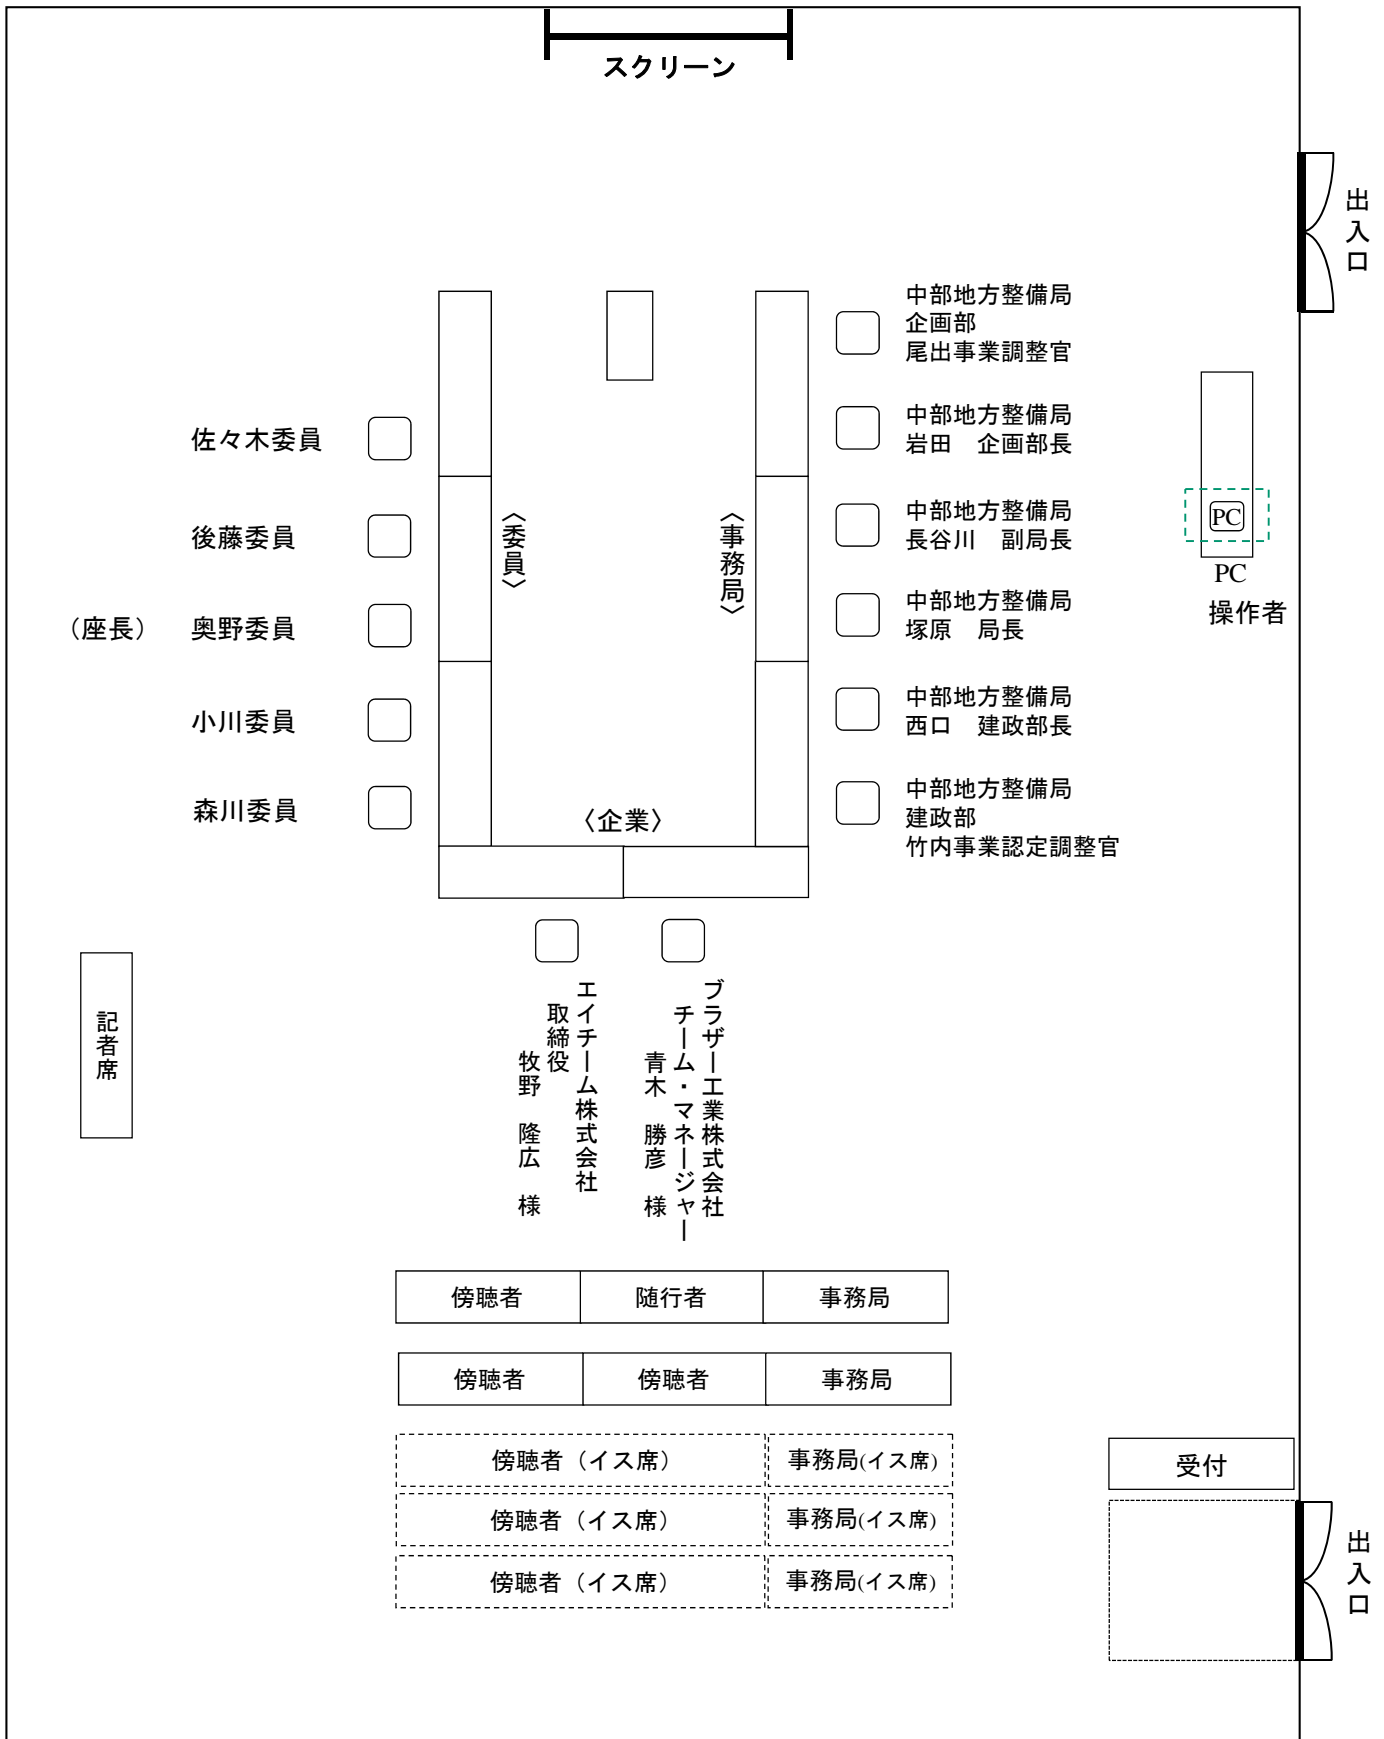 スクリーン
出入口
中部地方整備局
企画部
尾出事業調整官
中部地方整備局
岩田　企画部長
中部地方整備局
長谷川　副局長
中部地方整備局
塚原　局長
中部地方整備局
西口　建政部長
中部地方整備局
建政部
竹内事業認定調整官
佐々木委員
後藤委員
（座長）　奥野委員
小川委員
森川委員
〈委員〉
〈事務局〉
〈企業〉
PC
PC
操作者
記者席
ブラザー工業株式会社
チーム・マネージャー
青木　勝彦　様
エイチーム株式会社
取締役
牧野　隆広　様
傍聴者　随行者　事務局
傍聴者　傍聴者　事務局
傍聴者（イス席）　事務局(イス席)
傍聴者（イス席）　事務局(イス席)
傍聴者（イス席）　事務局(イス席)
受付
出入口